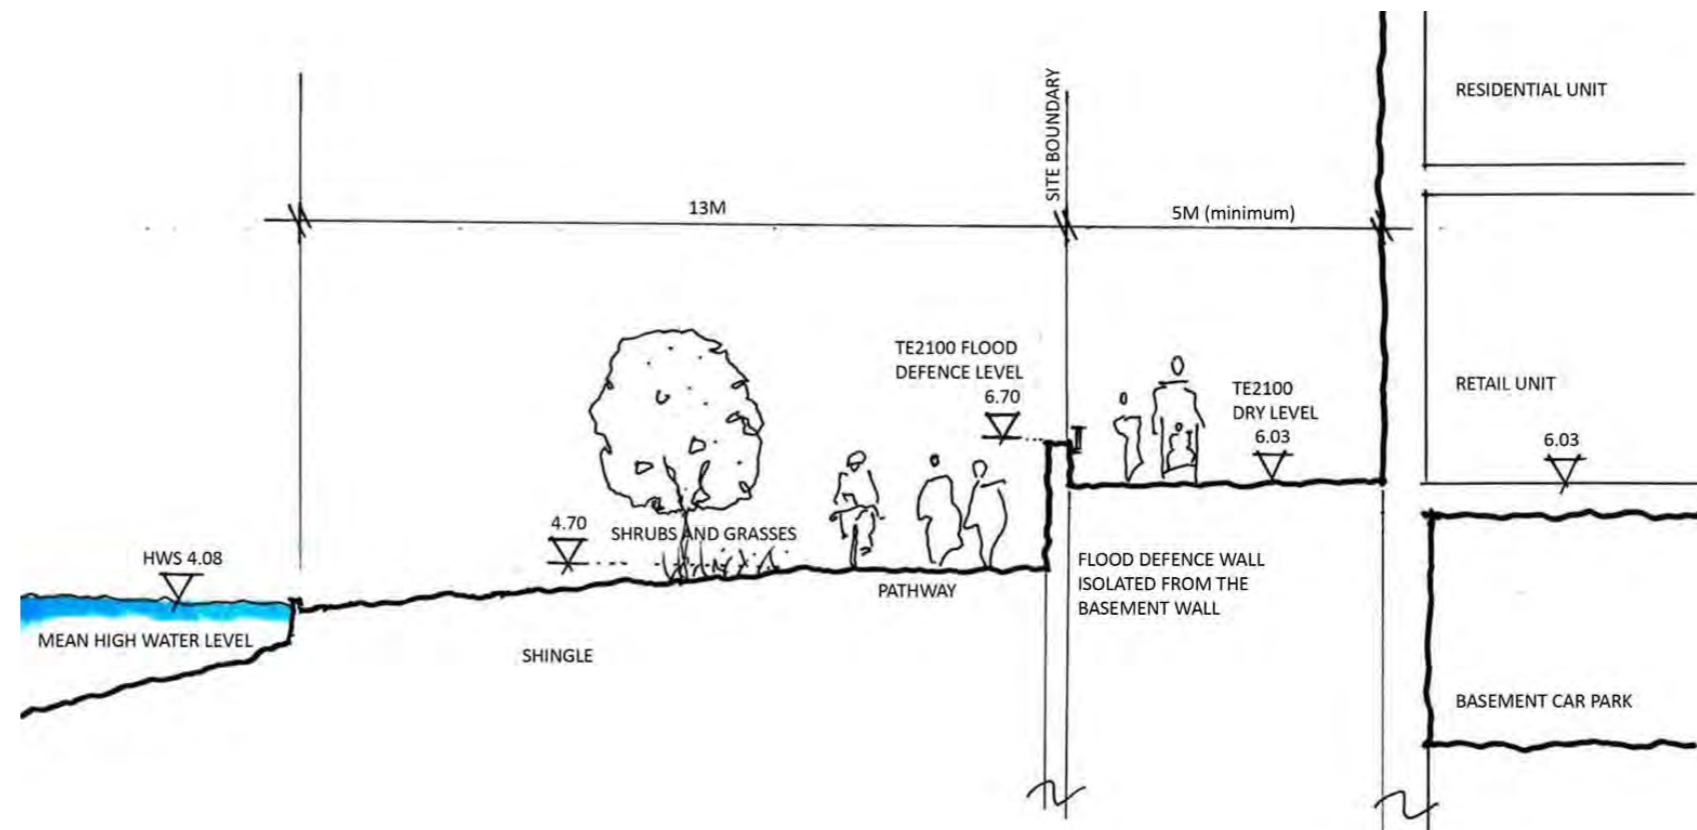 RESIDENTIAL UNIT
SITE BOUNDARY
13M
5M (minimum)
TE2100 FLOOD
DEFENCE LEVEL
6.70
TE2100
DRY LEVEL
6.03
RETAIL UNIT
6.03
4.70
SHRUBS AND GRASSES
HWS 4.08
MEAN HIGH WATER LEVEL
SHINGLE
PATHWAY
FLOOD DEFENCE WALL
ISOLATED FROM THE
BASEMENT WALL
BASEMENT CAR PARK